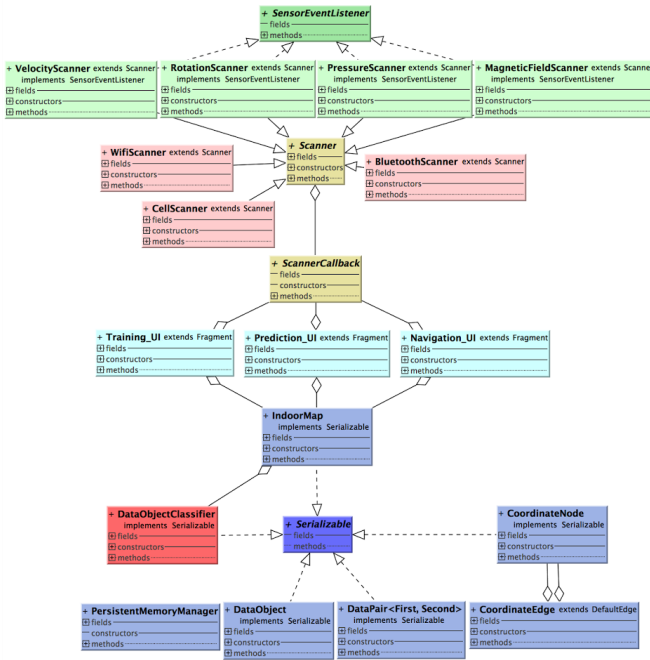 + SensorEventListener
fields
methods
+ VelocityScanner extends Scanner
implements SensorEventListener
fields
constructors
methods
+ RotationScanner extends Scanner
implements SensorEventListener
fields
constructors
methods
+ PressureScanner extends Scanner
implements SensorEventListener
fields
constructors
methods
+ MagneticFieldScanner extends Scanner
implements SensorEventListener
fields
constructors
methods
+ Scanner
fields
constructors
methods
+ WifiScanner extends Scanner
fields
constructors
methods
+ BluetoothScanner extends Scanner
fields
constructors
methods
+ CellScanner extends Scanner
fields
constructors
methods
+ ScannerCallback
fields
constructors
methods
+ Training_UI extends Fragment
fields
constructors
methods
+ Prediction_UI extends Fragment
fields
constructors
methods
+ Navigation_UI extends Fragment
fields
constructors
methods
+ IndoorMap
implements Serializable
fields
constructors
methods
+ DataObjectClassifier
implements Serializable
fields
constructors
methods
+ Serializable
fields
methods
+ CoordinateNode
implements Serializable
fields
constructors
methods
+ PersistentMemoryManager
fields
constructors
methods
+ DataObject
implements Serializable
fields
constructors
methods
+ DataPair<First, Second>
implements Serializable
fields
constructors
methods
+ CoordinateEdge extends DefaultEdge
fields
constructors
methods